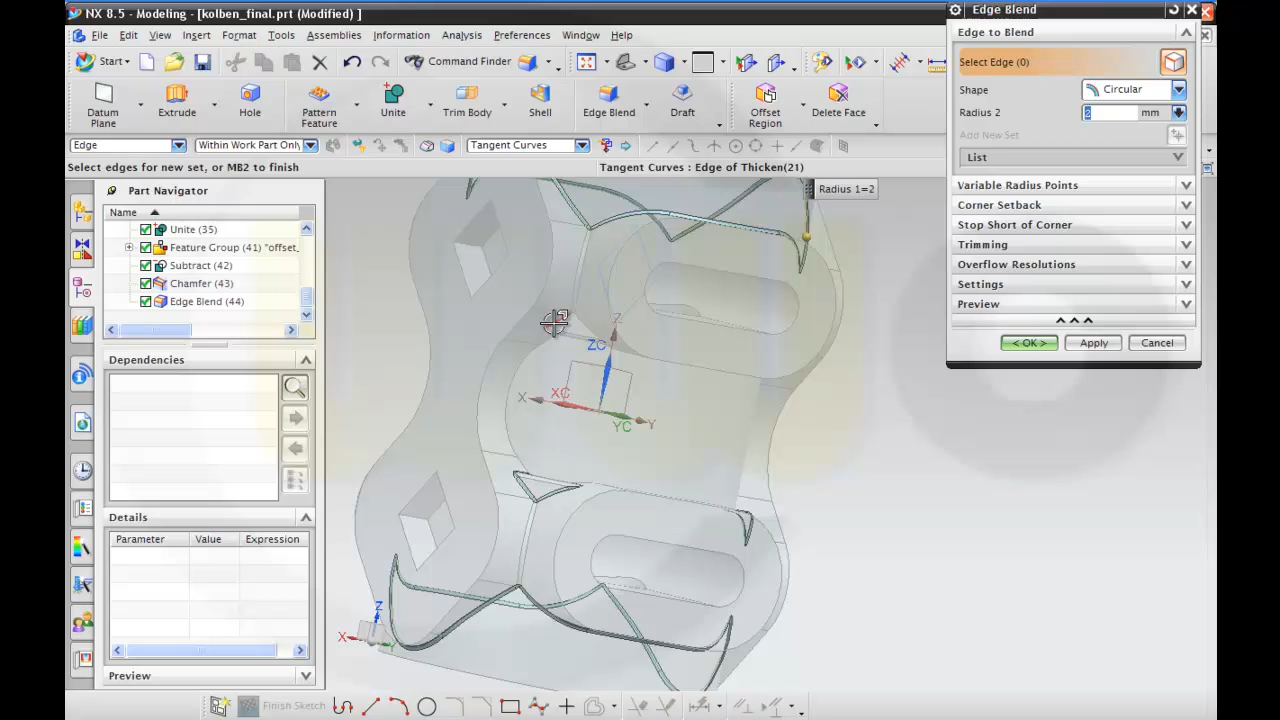 NX 8.5 - Modeling - [kolben_final.prt (Modified) ]
Edge Blend
File Edit View Insert Format Tools Assemblies Information Analysis Preferences Window Help
Edge to Blend
Start
Command Finder
Select Edge (0)
Shape Circular
Radius 2 mm
Datum Plane
Extrude
Hole
Pattern Feature
Unite
Trim Body
Shell
Edge Blend
Draft
Offset Region
Delete Face
Add New Set
Edge
Within Work Part Only
Tangent Curves
List
Select edges for new set, or MB2 to finish
Tangent Curves : Edge of Thicken(21)
Part Navigator
Radius 1=2
Variable Radius Points
Name
Corner Setback
Unite (35)
Stop Short of Corner
Feature Group (41) "offset_
Trimming
Subtract (42)
Overflow Resolutions
Chamfer (43)
Settings
Edge Blend (44)
Preview
Z
ZC
< OK > Apply Cancel
Dependencies
X XC
YC Y
Details
Parameter Value Expression
Z
X Y
Preview
Finish Sketch